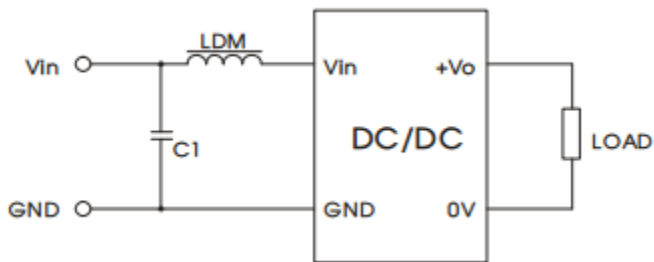 LDM
Vin Vin +Vo
C1 DC/DC LOAD
GND GND 0V